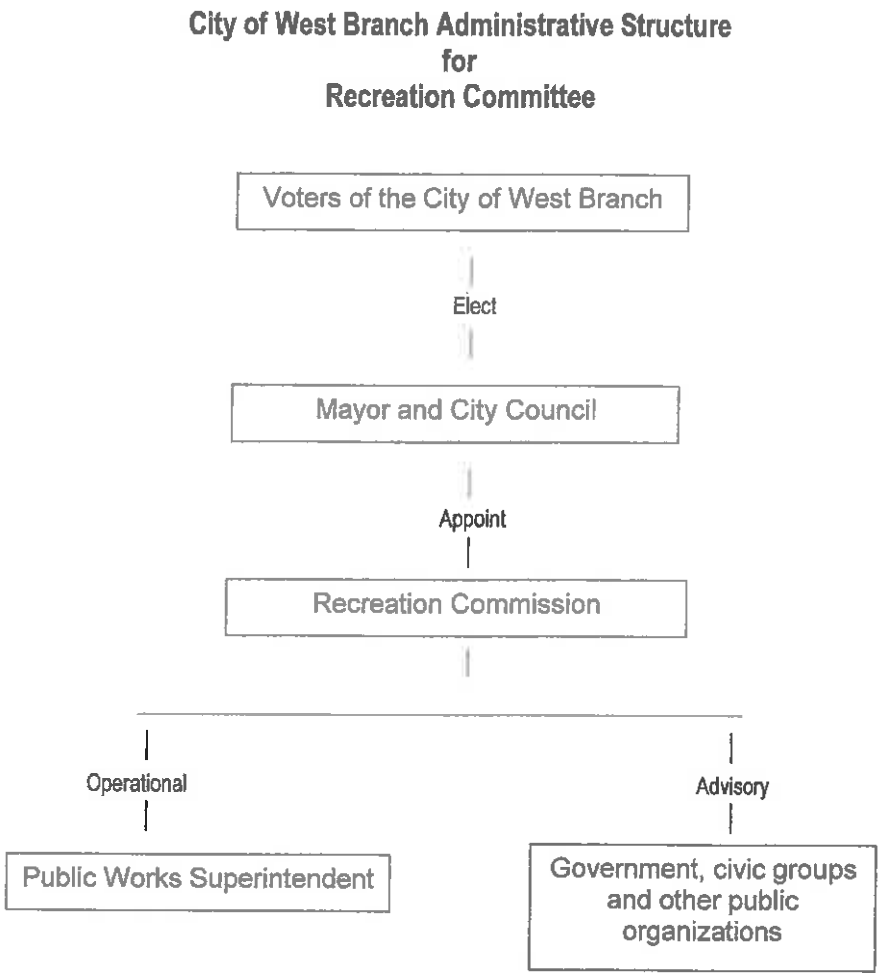 City of West Branch Administrative Structure
for
Recreation Committee
Voters of the City of West Branch
Elect
Mayor and City Council
Appoint
Recreation Commission
Operational
Advisory
Public Works Superintendent
Government, civic groups
and other public
organizations